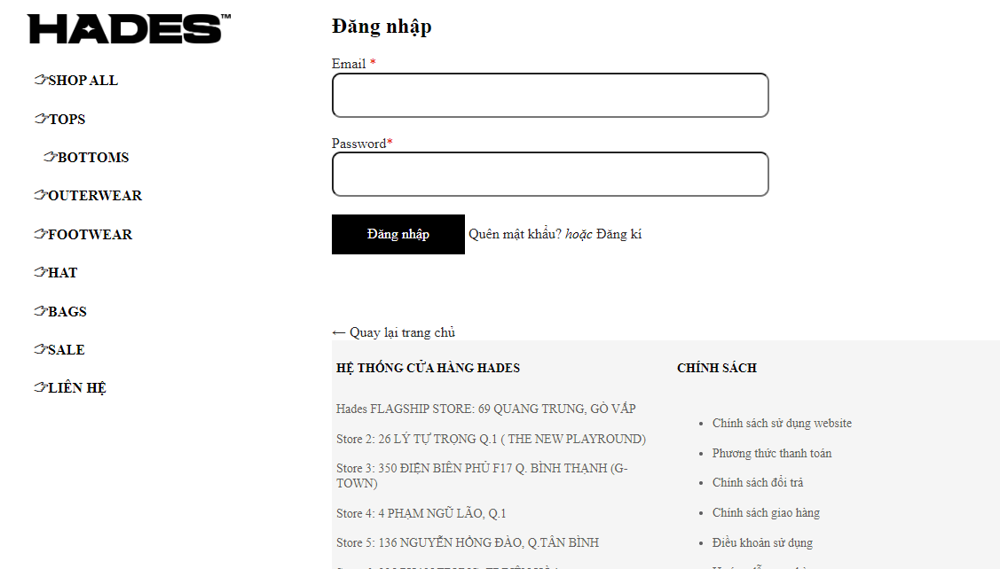 HADES™
☞SHOP ALL
☞TOPS
☞BOTTOMS
☞OUTERWEAR
☞FOOTWEAR
☞HAT
☞BAGS
☞SALE
☞LIÊN HỆ
Đăng nhập
Email *
Password*
Đăng nhập Quên mật khẩu? hoặc Đăng kí
← Quay lại trang chủ
HỆ THỐNG CỬA HÀNG HADES
Hades FLAGSHIP STORE: 69 QUANG TRUNG, GÒ VẤP
Store 2: 26 LÝ TỰ TRỌNG Q.1 ( THE NEW PLAYROUND)
Store 3: 350 ĐIỆN BIÊN PHỦ F17 Q. BÌNH THẠNH (G-
TOWN)
Store 4: 4 PHẠM NGŨ LÃO, Q.1
Store 5: 136 NGUYỄN HỒNG ĐÀO, Q.TÂN BÌNH
CHÍNH SÁCH
• Chính sách sử dụng website
• Phương thức thanh toán
• Chính sách đổi trả
• Chính sách giao hàng
• Điều khoản sử dụng